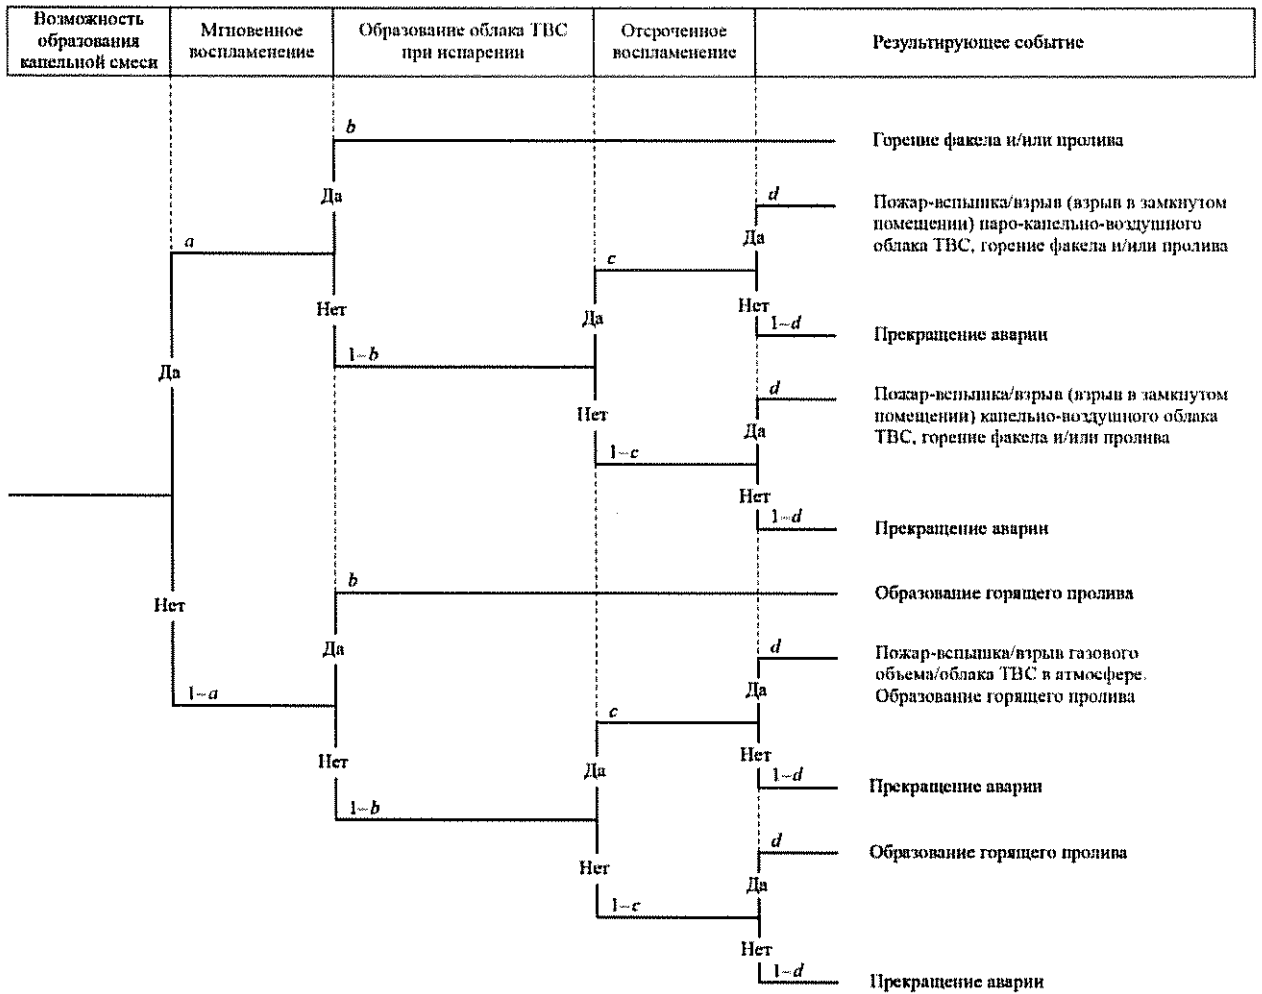 Возможность
образования
капельной смеси
Мгновенное
воспламенение
Образование облака ТВС
при испарении
Отсроченное
воспламенение
Результирующее событие
b
Горение факела и/или пролива
Да
d
Пожар-вспышка/взрыв (взрыв в замкнутом
помещении) паро-капельно-воздушного
облака ТВС, горение факела и/или пролива
a
Да
c
Нет
Да
Нет
1–d
Прекращение аварии
1–b
Да
d
Пожар-вспышка/взрыв (взрыв в замкнутом
помещении) капельно-воздушного облака
ТВС, горение факела и/или пролива
Нет
Да
1–c
Нет
1–d
Прекращение аварии
b
Образование горящего пролива
Нет
Да
d
Пожар-вспышка/взрыв газового
объема/облака ТВС в атмосфере.
Образование горящего пролива
1–a
Да
c
Нет
Да
Нет
1–d
Прекращение аварии
1–b
d
Образование горящего пролива
Нет
Да
1–c
Нет
1–d
Прекращение аварии